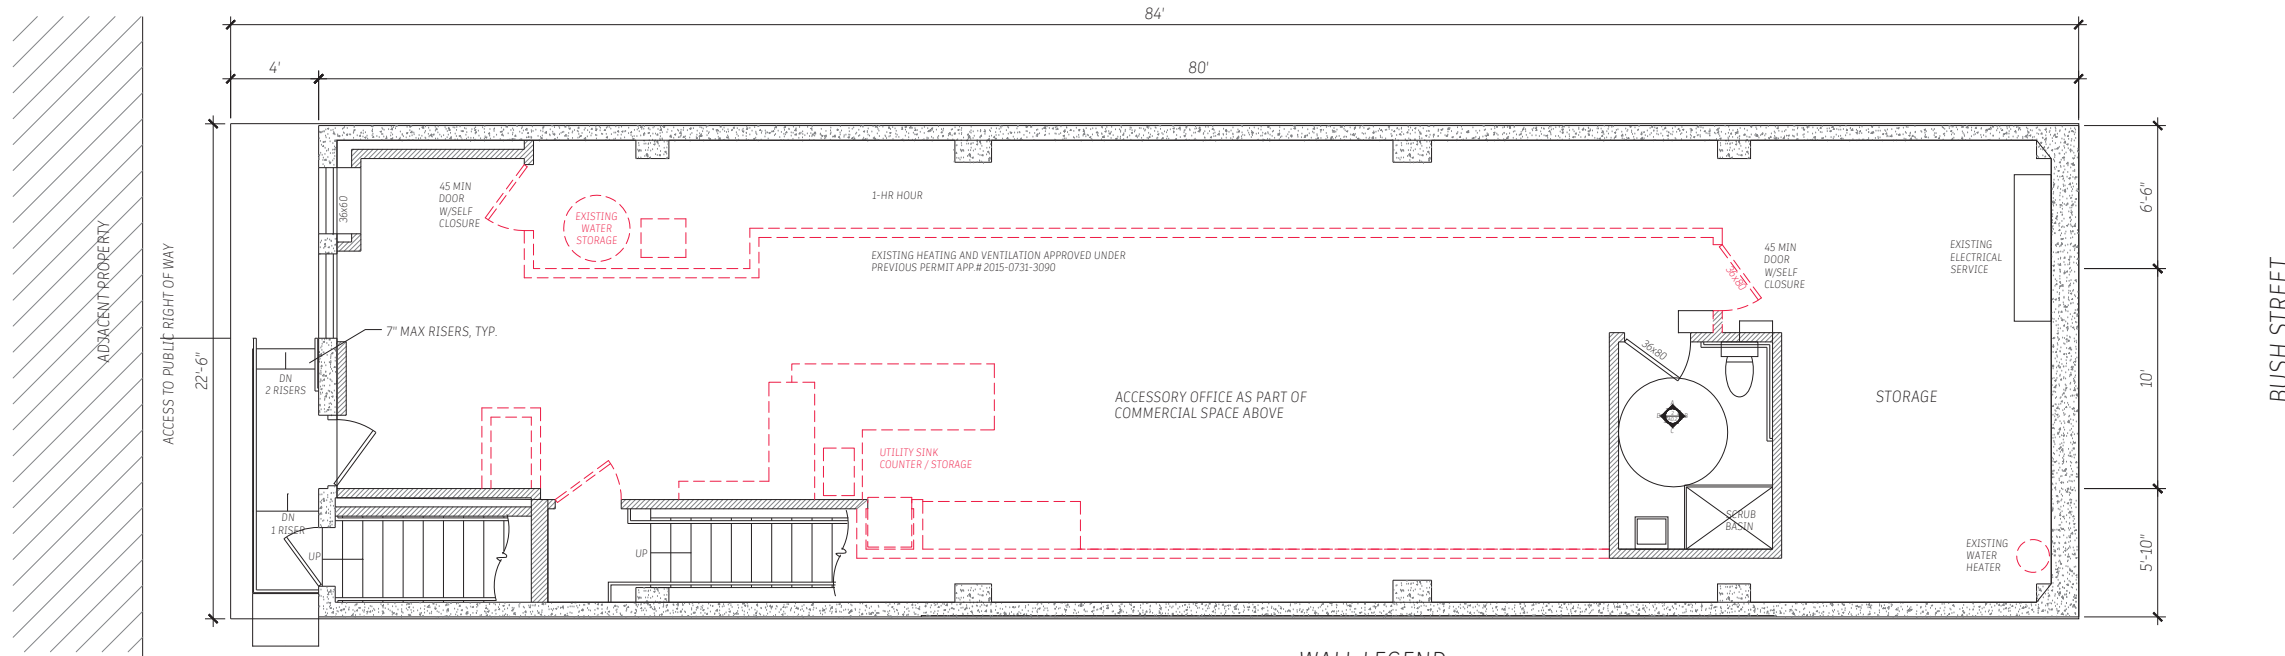 84'
4'
80'
45 MIN
DOOR
W/SELF
CLOSURE
36x60
EXISTING
WATER
STORAGE
1-HR HOUR
EXISTING HEATING AND VENTILATION APPROVED UNDER
PREVIOUS PERMIT APP.# 2015-0731-3090
36x80
45 MIN
DOOR
W/SELF
CLOSURE
EXISTING
ELECTRICAL
SERVICE
6'-6"
ADJACENT PROPERTY
ACCESS TO PUBLIC RIGHT OF WAY
22'-6"
7" MAX RISERS, TYP.
DN
2 RISERS
36x80
ACCESSORY OFFICE AS PART OF
COMMERCIAL SPACE ABOVE
STORAGE
10'
BUSH STREET
UTILITY SINK
COUNTER / STORAGE
DN
1 RISER
UP
UP
SCRUB
BASIN
EXISTING
WATER
HEATER
5'-10"
WALL LEGEND